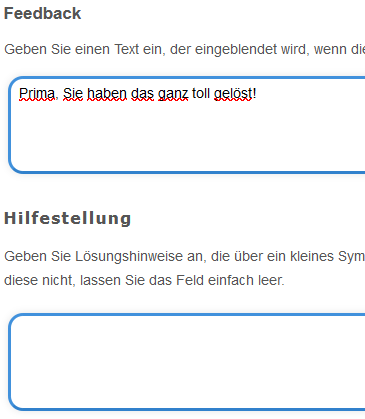 Feedback
Geben Sie einen Text ein, der eingeblendet wird, wenn
Prima, Sie haben das ganz toll gelöst!
Hilfestellung
Geben Sie Lösungshinweise an, die über ein kleines Sym
diese nicht, lassen Sie das Feld einfach leer.